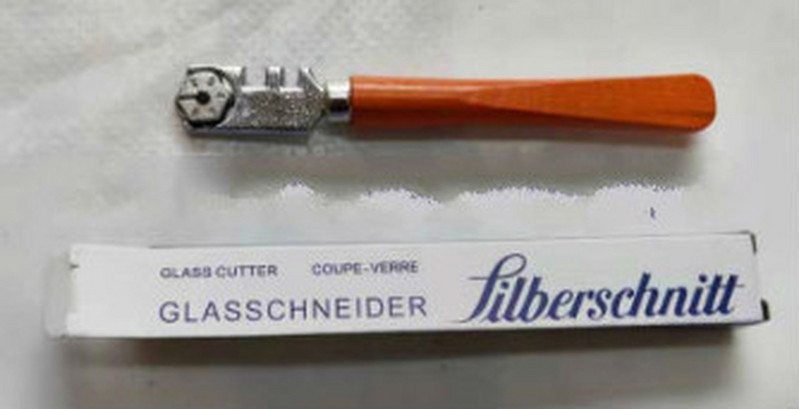 GLASS CUTTER COUPE-VERRE
GLASSCHNEIDER
Silberschnitt